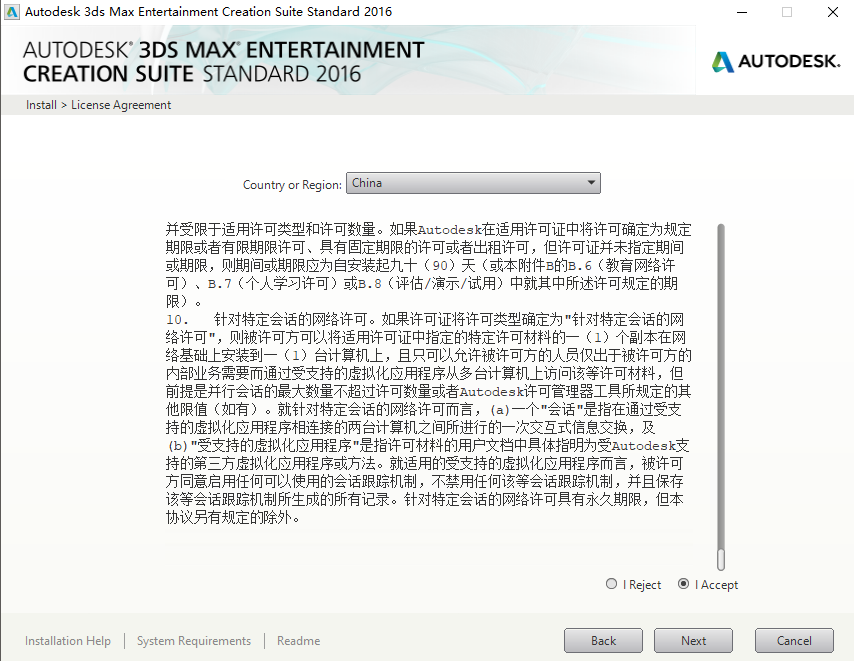 Autodesk 3ds Max Entertainment Creation Suite Standard 2016
AUTODESK® 3DS MAX® ENTERTAINMENT
CREATION SUITE STANDARD 2016
AUTODESK.
Install > License Agreement
Country or Region: China
并受限于适用许可类型和许可数量。如果Autodesk在适用许可证中将许可确定为规定
期限或者有限期限许可、具有固定期限的许可或者出租许可，但许可证并未指定期间
或期限，则期间或期限应为自安装起九十（90）天（或本附件B的B.6（教育网络许
可）、B.7（个人学习许可）或B.8（评估/演示/试用）中就其中所述许可规定的期
限）。
10. 针对特定会话的网络许可。如果许可证将许可类型确定为"针对特定会话的网
络许可"，则被许可方可以将适用许可证中指定的特定许可材料的一（1）个副本在网
络基础上安装到一（1）台计算机上，且只可以允许被许可方的人员仅出于被许可方的
内部业务需要而通过受支持的虚拟化应用程序从多台计算机上访问该等许可材料，但
前提是并行会话的最大数量不超过许可数量或者Autodesk许可管理器工具所规定的其
他限值（如有）。就针对特定会话的网络许可而言，(a)一个"会话"是指在通过受支
持的虚拟化应用程序相连接的两台计算机之间所进行的一次交互式信息交换，及
(b)"受支持的虚拟化应用程序"是指许可材料的用户文档中具体指明为受Autodesk支
持的第三方虚拟化应用程序或方法。就适用的受支持的虚拟化应用程序而言，被许可
方同意启用任何可以使用的会话跟踪机制，不禁用任何该等会话跟踪机制，并且保存
该等会话跟踪机制所生成的所有记录。针对特定会话的网络许可具有永久期限，但本
协议另有规定的除外。
I Reject I Accept
Installation Help System Requirements Readme Back Next Cancel